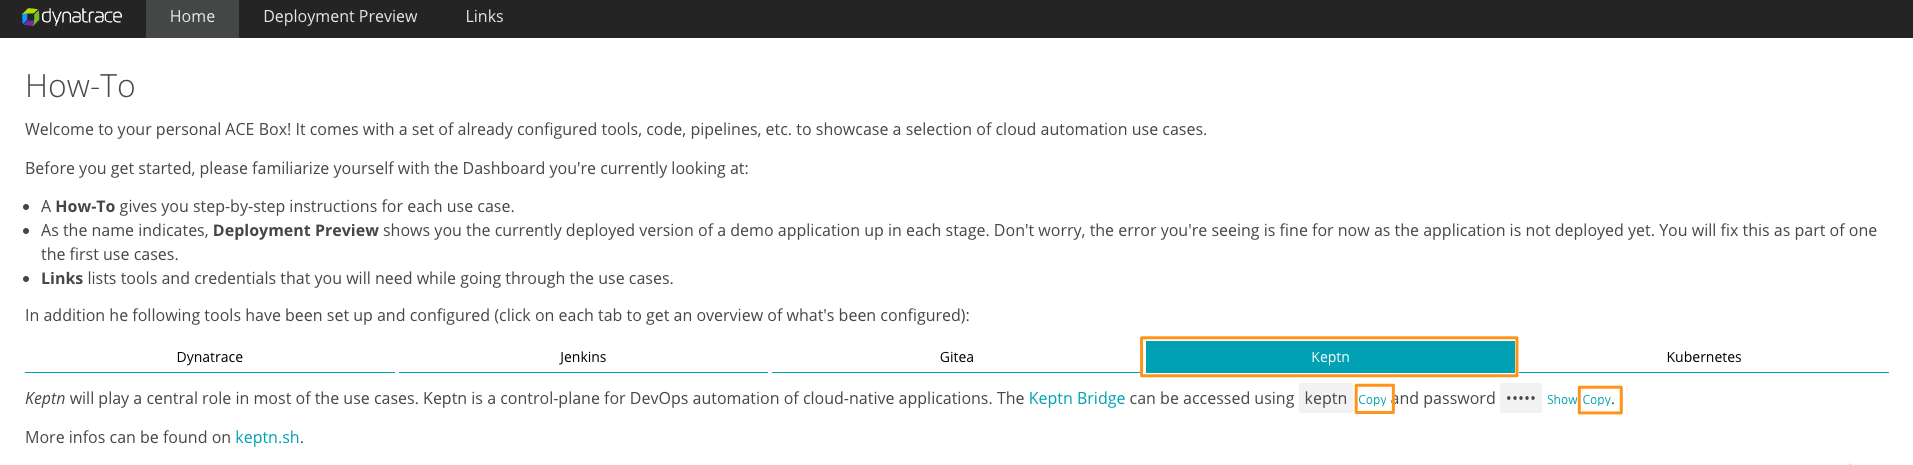 dynatrace Home Deployment Preview Links
How-To
Welcome to your personal ACE Box! It comes with a set of already configured tools, code, pipelines, etc. to showcase a selection of cloud automation use cases.
Before you get started, please familiarize yourself with the Dashboard you're currently looking at:
• A How-To gives you step-by-step instructions for each use case.
• As the name indicates, Deployment Preview shows you the currently deployed version of a demo application up in each stage. Don't worry, the error you're seeing is fine for now as the application is not deployed yet. You will fix this as part of one
the first use cases.
• Links lists tools and credentials that you will need while going through the use cases.
In addition he following tools have been set up and configured (click on each tab to get an overview of what's been configured):
Dynatrace Jenkins Gitea Keptn Kubernetes
Keptn will play a central role in most of the use cases. Keptn is a control-plane for DevOps automation of cloud-native applications. The Keptn Bridge can be accessed using keptn Copy and password ••••• Show Copy.
More infos can be found on keptn.sh.